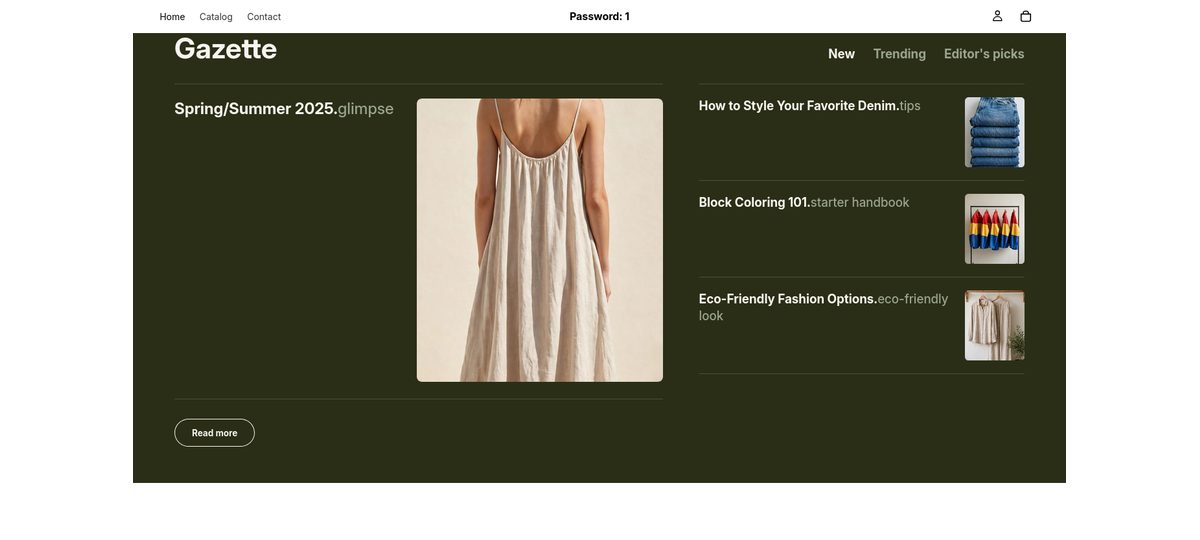 Home Catalog Contact
Password: 1
Gazette
New Trending Editor's picks
Spring/Summer 2025.glimpse
How to Style Your Favorite Denim.tips
Block Coloring 101.starter handbook
Eco-Friendly Fashion Options.eco-friendly
look
Read more